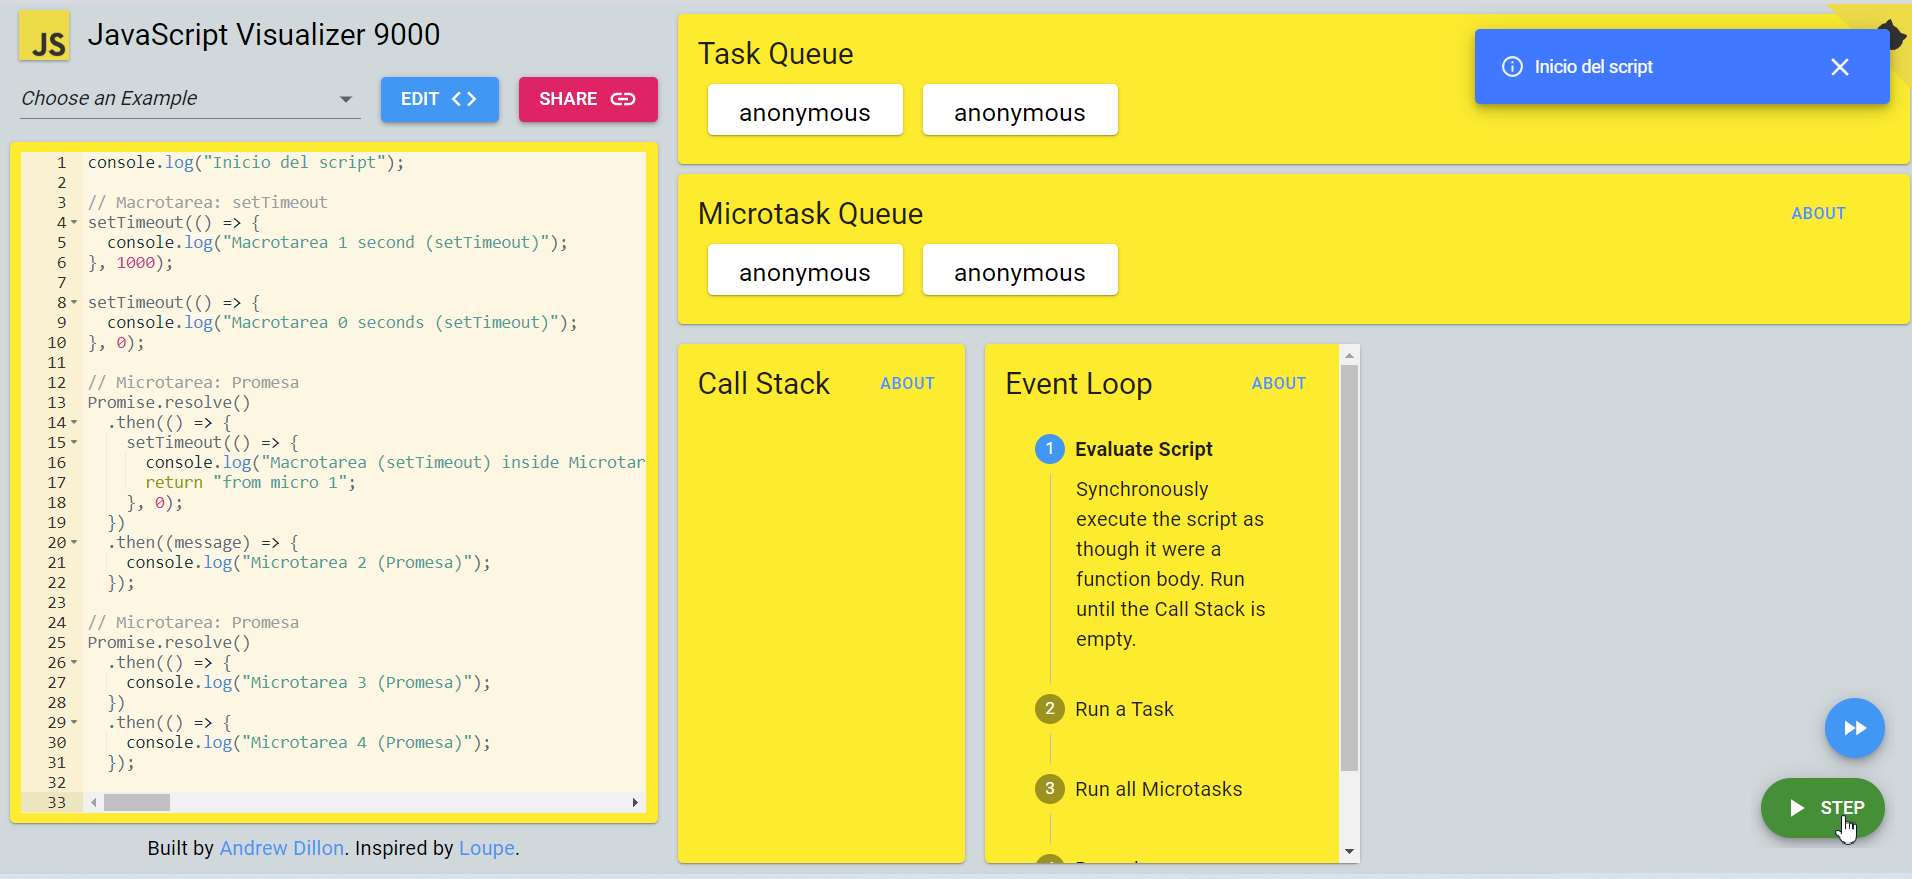 JS JavaScript Visualizer 9000
Choose an Example
EDIT <>
SHARE
1 console.log("Inicio del script");
2
3 // Macrotarea: setTimeout
4 setTimeout(() => {
5   console.log("Macrotarea 1 second (setTimeout)");
6 }, 1000);
7
8 setTimeout(() => {
9   console.log("Macrotarea 0 seconds (setTimeout)");
10 }, 0);
11
12 // Microtarea: Promesa
13 Promise.resolve()
14   .then(() => {
15     setTimeout(() => {
16       console.log("Macrotarea (setTimeout) inside Microtar
17       return "from micro 1";
18     }, 0);
19   })
20   .then((message) => {
21     console.log("Microtarea 2 (Promesa)");
22   });
23
24 // Microtarea: Promesa
25 Promise.resolve()
26   .then(() => {
27     console.log("Microtarea 3 (Promesa)");
28   })
29   .then(() => {
30     console.log("Microtarea 4 (Promesa)");
31   });
32
33
Built by Andrew Dillon. Inspired by Loupe.
Task Queue
anonymous anonymous
Inicio del script
Microtask Queue
ABOUT
anonymous anonymous
Call Stack
ABOUT
Event Loop
ABOUT
1 Evaluate Script
Synchronously
execute the script as
though it were a
function body. Run
until the Call Stack is
empty.
2 Run a Task
3 Run all Microtasks
STEP